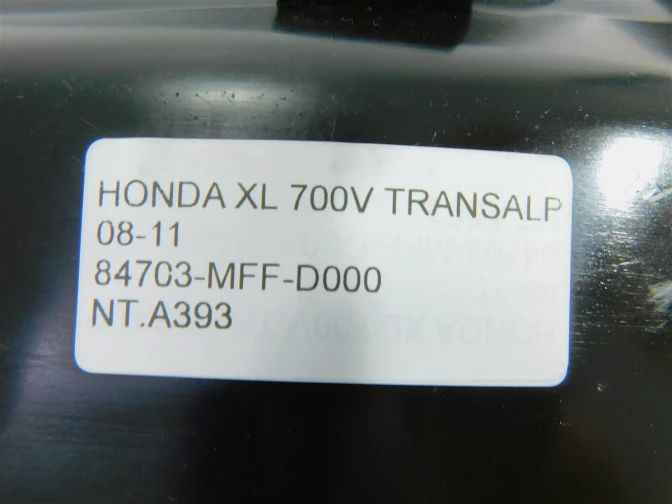 HONDA XL 700V TRANSALP
08-11
84703-MFF-D000
NT.A393